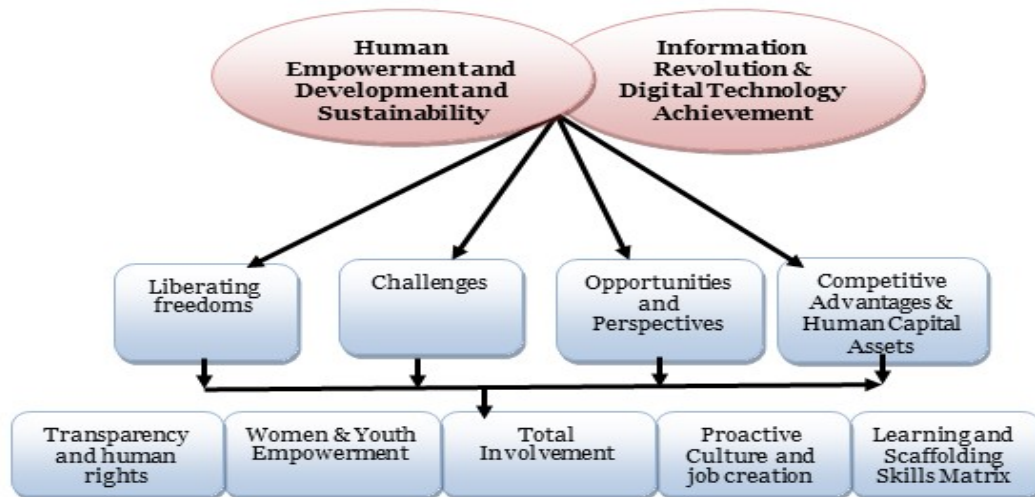 Human
Empowerment and
Development and
Sustainability
Information
Revolution &
Digital Technology
Achievement
Liberating
freedoms
Challenges
Opportunities
and
Perspectives
Competitive
Advantages &
Human Capital
Assets
Transparency
and human
rights
Women & Youth
Empowerment
Total
Involvement
Proactive
Culture and
job creation
Learning and
Scaffolding
Skills Matrix